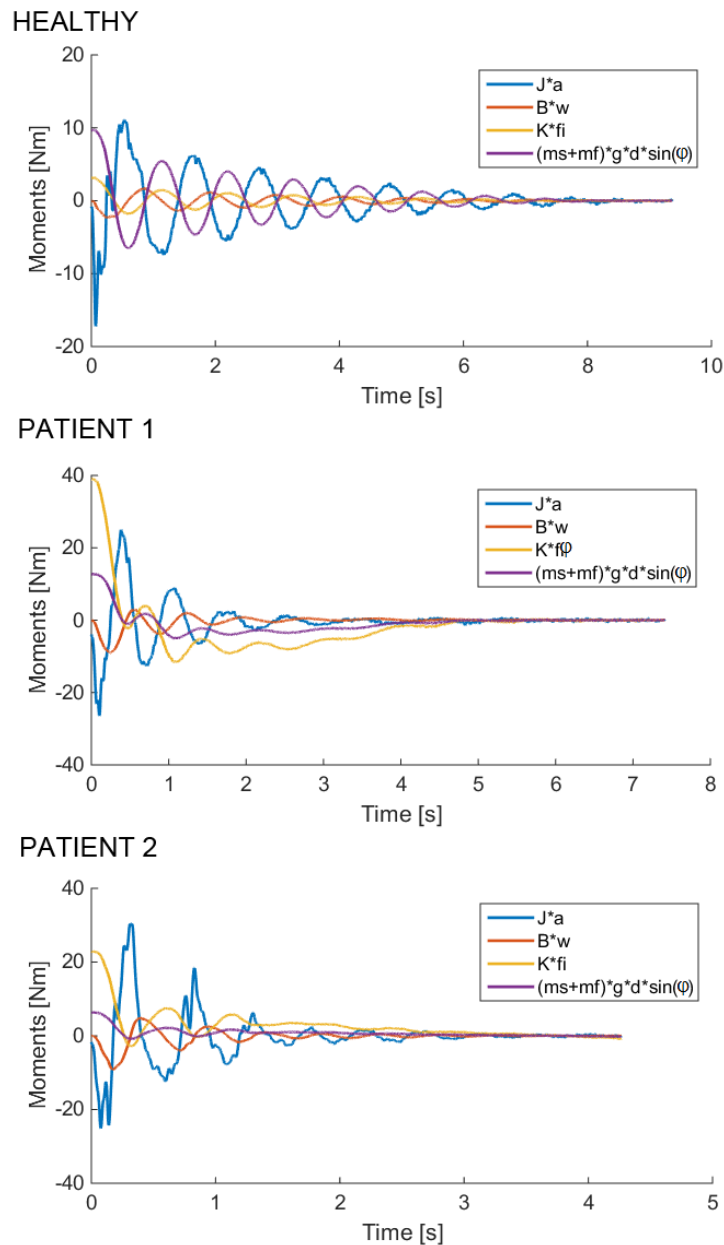 HEALTHY
20
10
0
-10
-20
Moments [Nm]
J*a
B*w
K*fi
(ms+mf)*g*d*sin(φ)
0 2 4 6 8 10
Time [s]
PATIENT 1
40
20
0
-20
-40
Moments [Nm]
J*a
B*w
K*fiφ
(ms+mf)*g*d*sin(φ)
0 1 2 3 4 5 6 7 8
Time [s]
PATIENT 2
40
20
0
-20
-40
Moments [Nm]
J*a
B*w
K*fi
(ms+mf)*g*d*sin(φ)
0 1 2 3 4 5
Time [s]